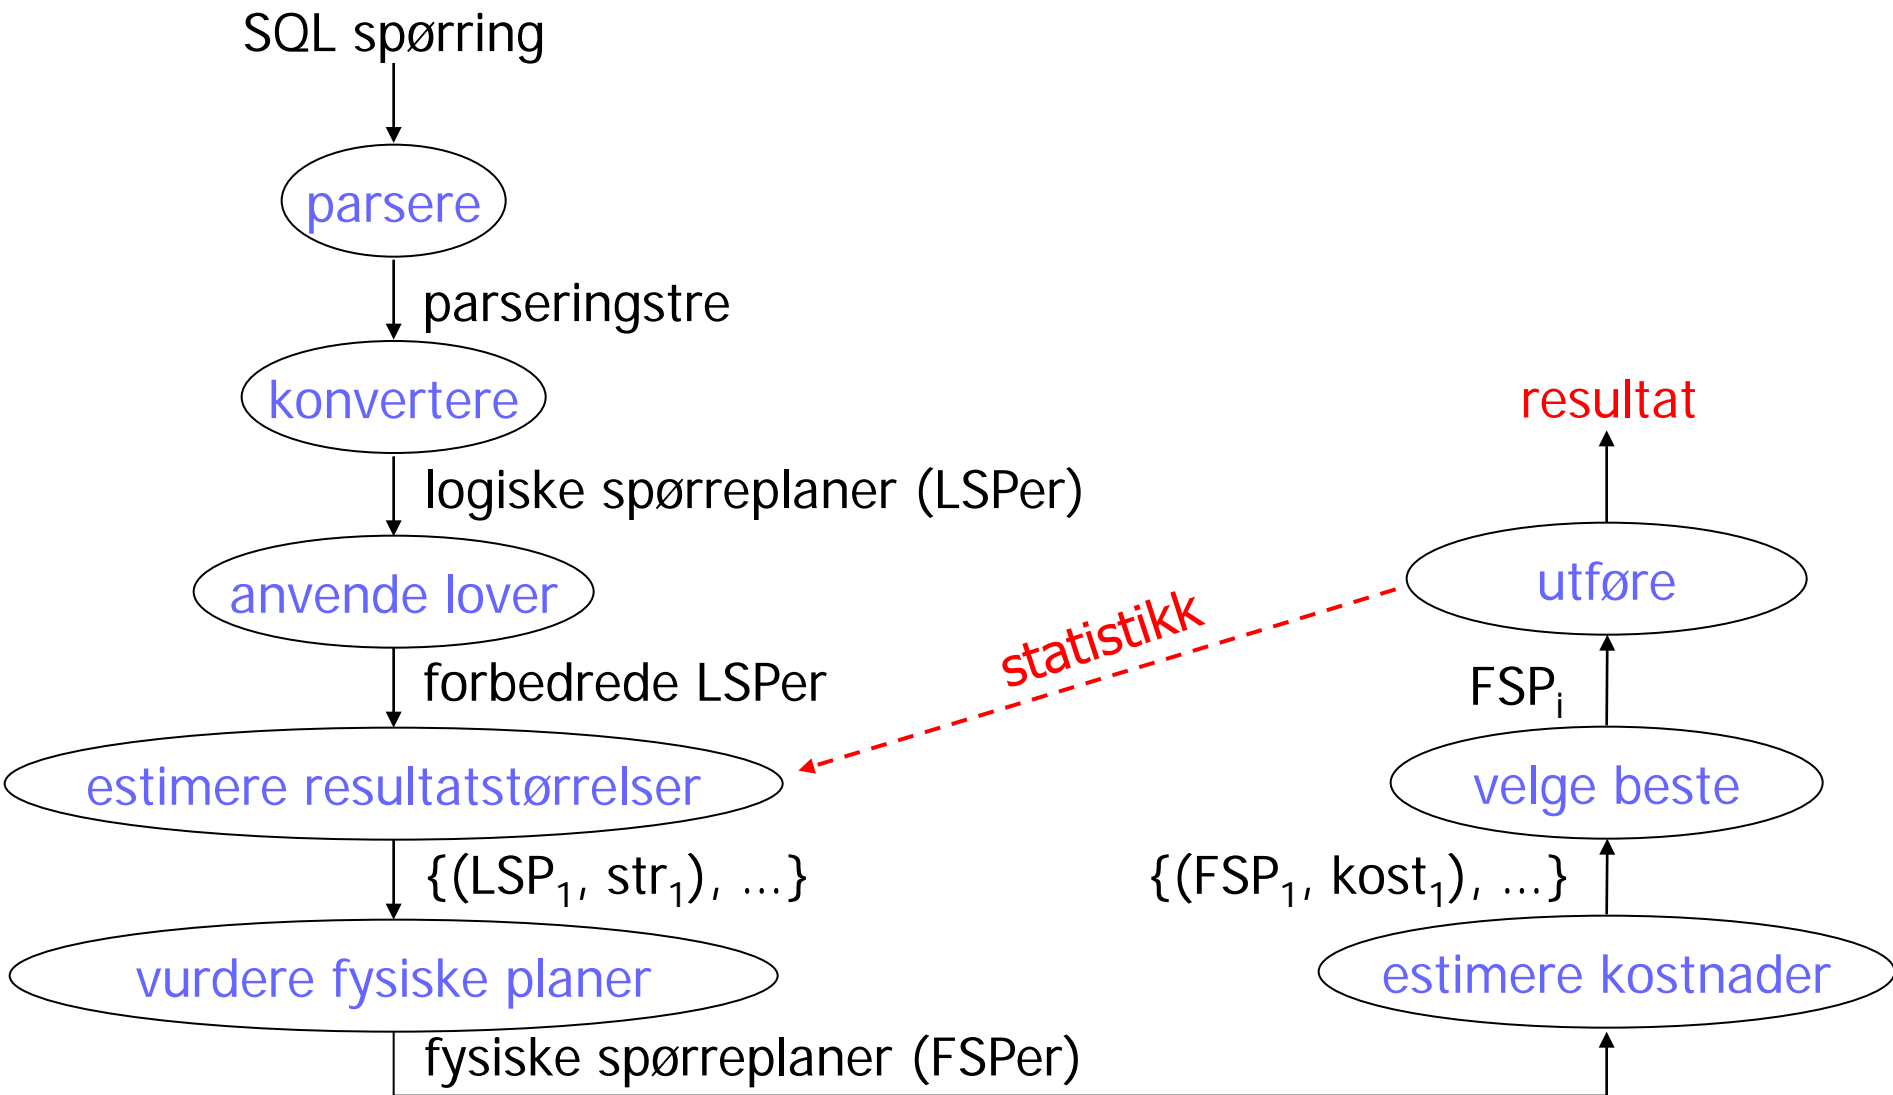 SQL spørring
parsere
parseringstre
konvertere
logiske spørreplaner (LSPer)
anvende lover
forbedrede LSPer
estimere resultatstørrelser
{(LSP₁, str₁), …}
vurdere fysiske planer
fysiske spørreplaner (FSPer)
estimere kostnader
{(FSP₁, kost₁), …}
velge beste
FSPᵢ
utføre
statistikk
resultat